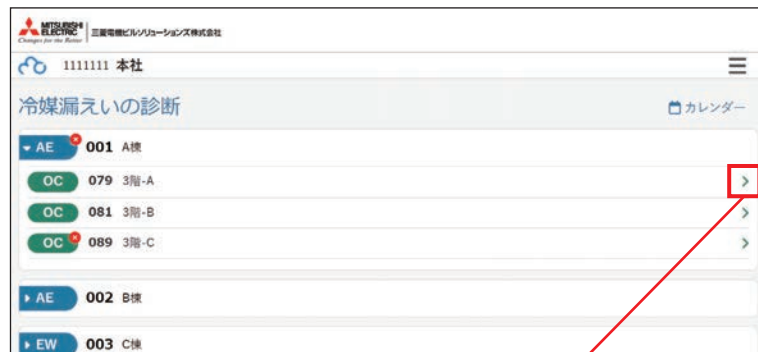 MITSUBISHI
ELECTRIC
Changes for the Better
三菱電機ビルソリューションズ株式会社
1111111 本社
冷媒漏えいの診断
カレンダー
AE 001 A棟
OC 079 3階-A
OC 081 3階-B
OC 089 3階-C
AE 002 B棟
EW 003 C棟